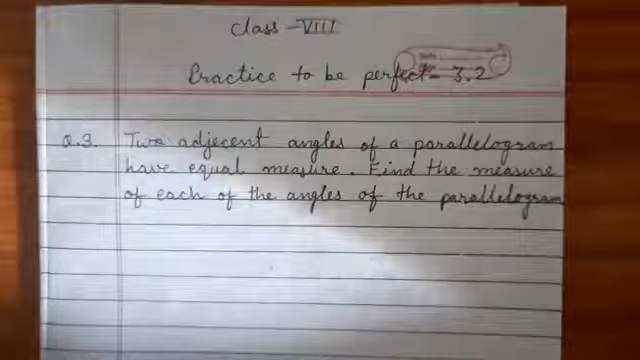 Class - VIII
Practice to be perfect - 3.2
Q.3. Two adjecent angles of a parallelogram
have equal measure. Find the measure
of each of the angles of the parallelogram